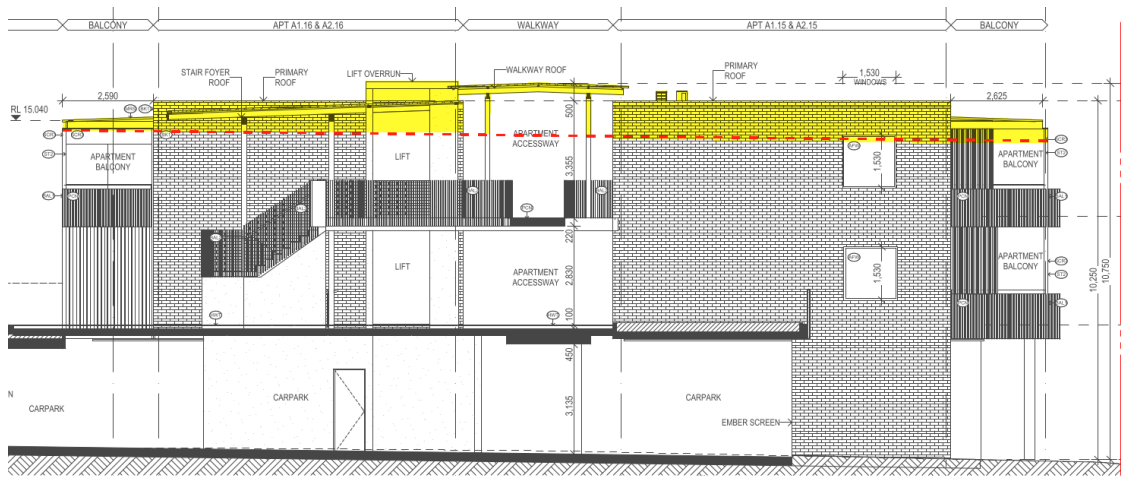 BALCONY
APT A1.16 & A2.16
WALKWAY
APT A1.15 & A2.15
BALCONY
STAIR FOYER
ROOF
PRIMARY
ROOF
LIFT OVERRUN
WALKWAY ROOF
PRIMARY
ROOF
1,530
WINDOWS
2,590
2,625
RL 15.040
500
APARTMENT
BALCONY
LIFT
APARTMENT
ACCESSWAY
3,355
1,530
APARTMENT
BALCONY
220
LIFT
APARTMENT
ACCESSWAY
2,830
1,530
APARTMENT
BALCONY
10,250
10,750
100
450
N
CARPARK
CARPARK
CARPARK
3,135
EMBER SCREEN